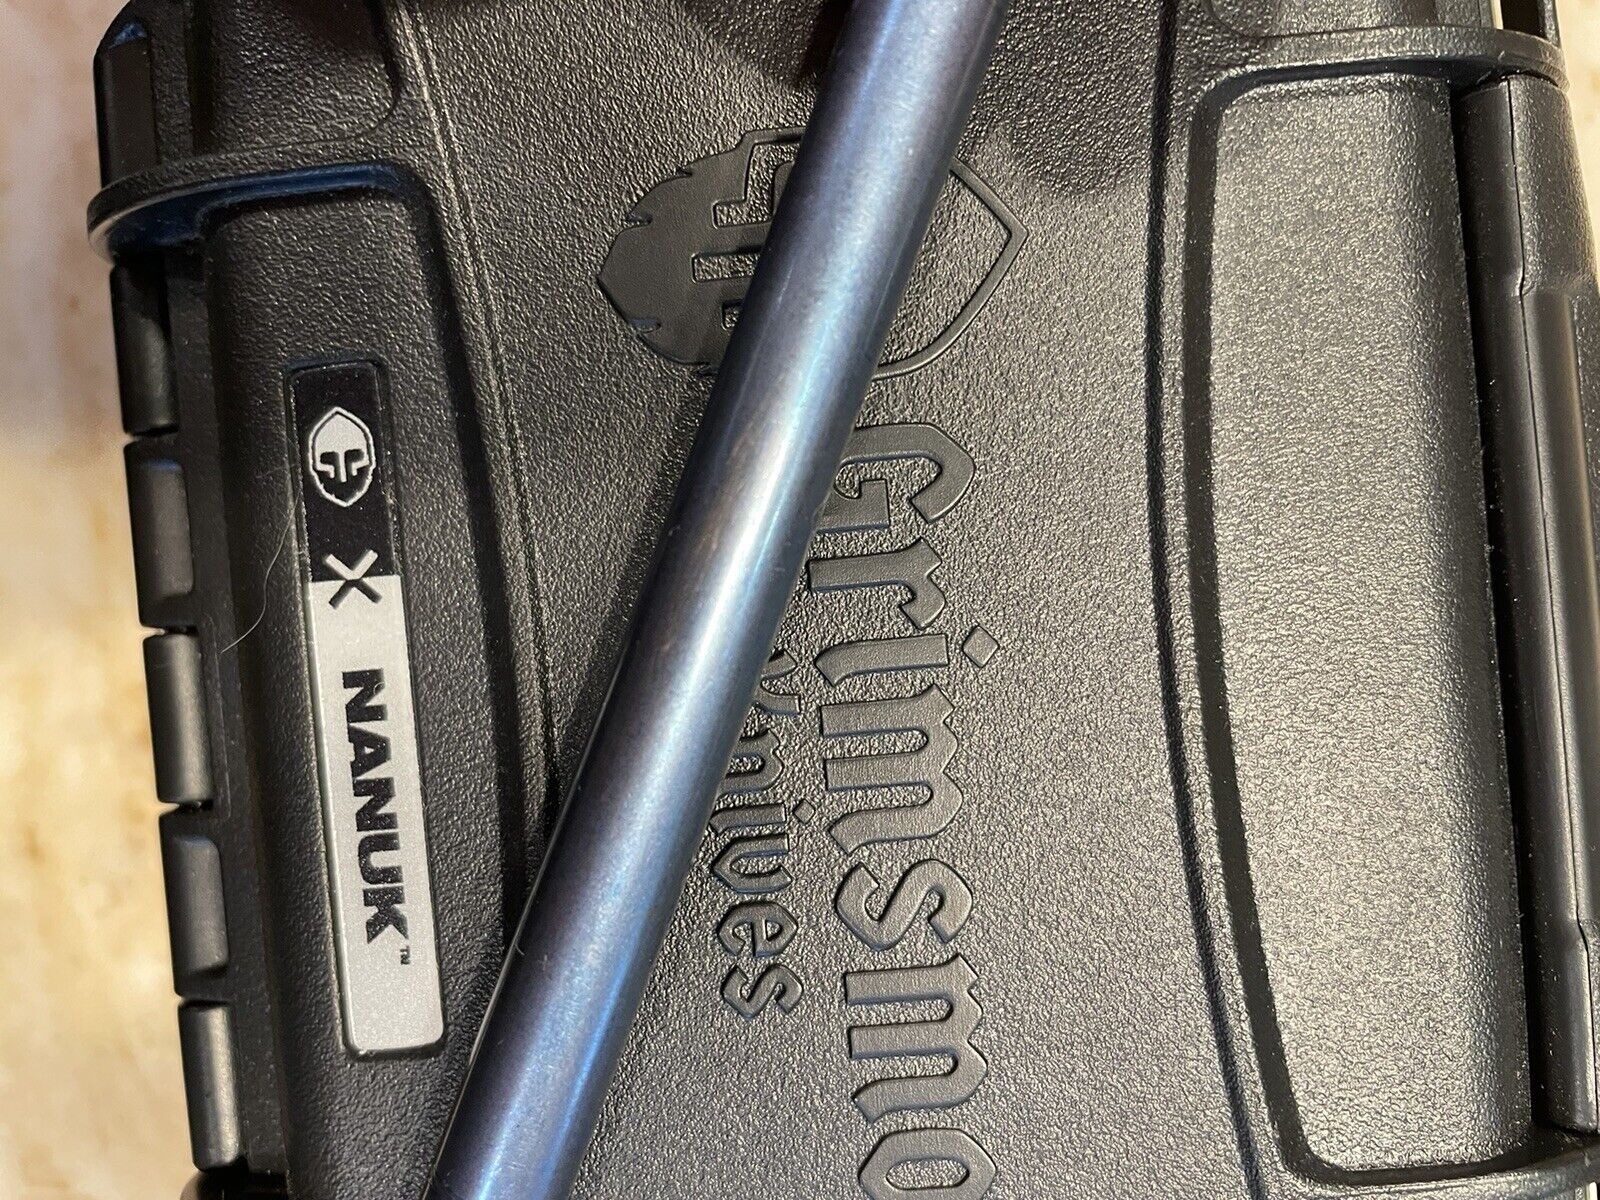 X NANUK™
Grimsmo
Knives